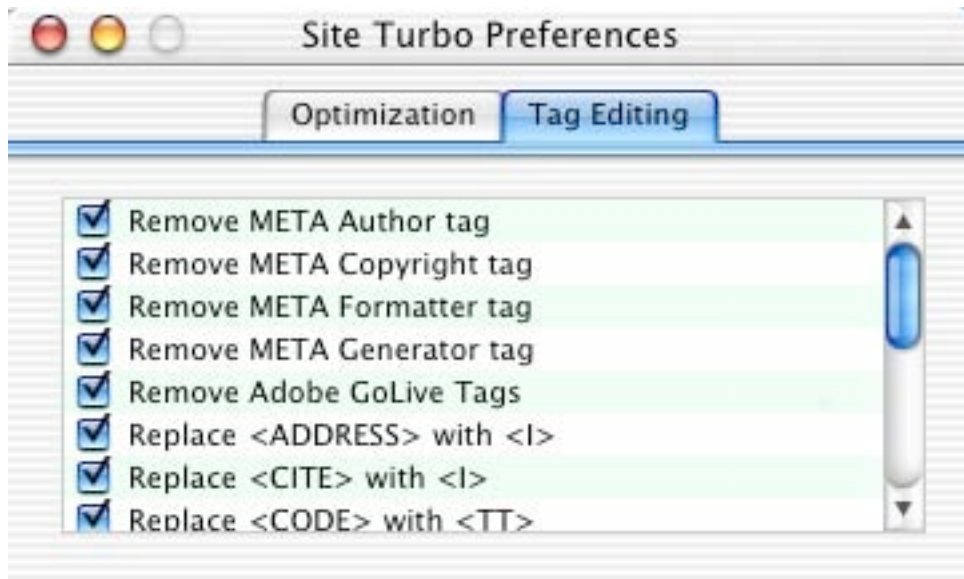 Site Turbo Preferences
Optimization Tag Editing
Remove META Author tag
Remove META Copyright tag
Remove META Formatter tag
Remove META Generator tag
Remove Adobe GoLive Tags
Replace <ADDRESS> with <I>
Replace <CITE> with <I>
Replace <CODE> with <TT>